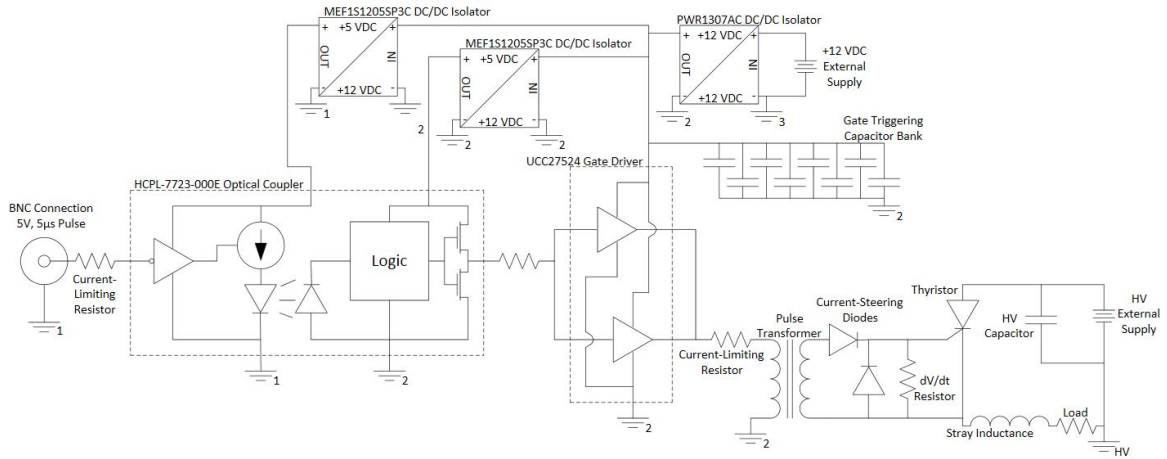 MEF1S1205SP3C DC/DC Isolator
+ +5 VDC +
OUT
IN
- +12 VDC -
1
2
MEF1S1205SP3C DC/DC Isolator
+ +5 VDC +
OUT
IN
- +12 VDC -
2
2
PWR1307AC DC/DC Isolator
+ +12 VDC +
OUT
IN
- +12 VDC -
2
3
+12 VDC
External
Supply
Gate Triggering
Capacitor Bank
2
UCC27524 Gate Driver
2
HCPL-7723-000E Optical Coupler
BNC Connection
5V, 5µs Pulse
1
Current-
Limiting
Resistor
Logic
1
2
Current-Limiting
Resistor
Pulse
Transformer
2
Current-Steering
Diodes
dV/dt
Resistor
Thyristor
HV
Capacitor
HV
External
Supply
Stray Inductance
Load
HV